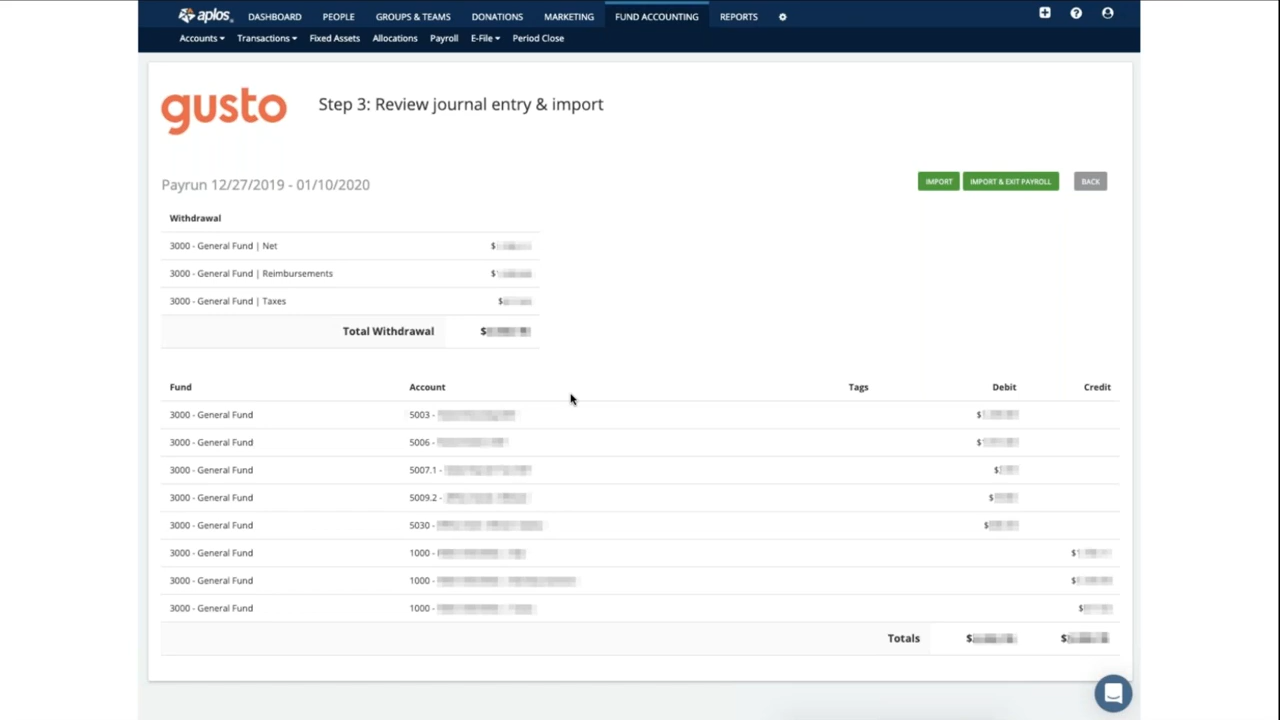 aplos DASHBOARD PEOPLE GROUPS & TEAMS DONATIONS MARKETING FUND ACCOUNTING REPORTS
Accounts Transactions Fixed Assets Allocations Payroll E-File Period Close
gusto Step 3: Review journal entry & import
Payrun 12/27/2019 - 01/10/2020 IMPORT IMPORT & EXIT PAYROLL BACK
Withdrawal
3000 - General Fund | Net $
3000 - General Fund | Reimbursements $
3000 - General Fund | Taxes $
Total Withdrawal $
Fund Account Tags Debit Credit
3000 - General Fund 5003 - $
3000 - General Fund 5006 - $
3000 - General Fund 5007.1 - $
3000 - General Fund 5009.2 - $
3000 - General Fund 5030 - $
3000 - General Fund 1000 - $
3000 - General Fund 1000 - $
3000 - General Fund 1000 - $
Totals $ $